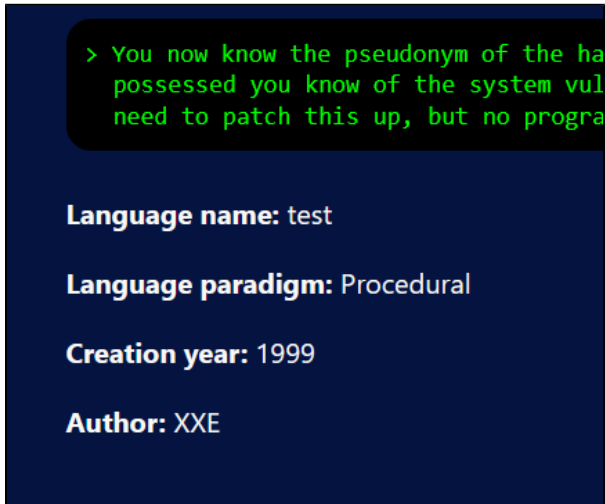 > You now know the pseudonym of the ha
possessed you know of the system vul
need to patch this up, but no progra
Language name: test
Language paradigm: Procedural
Creation year: 1999
Author: XXE